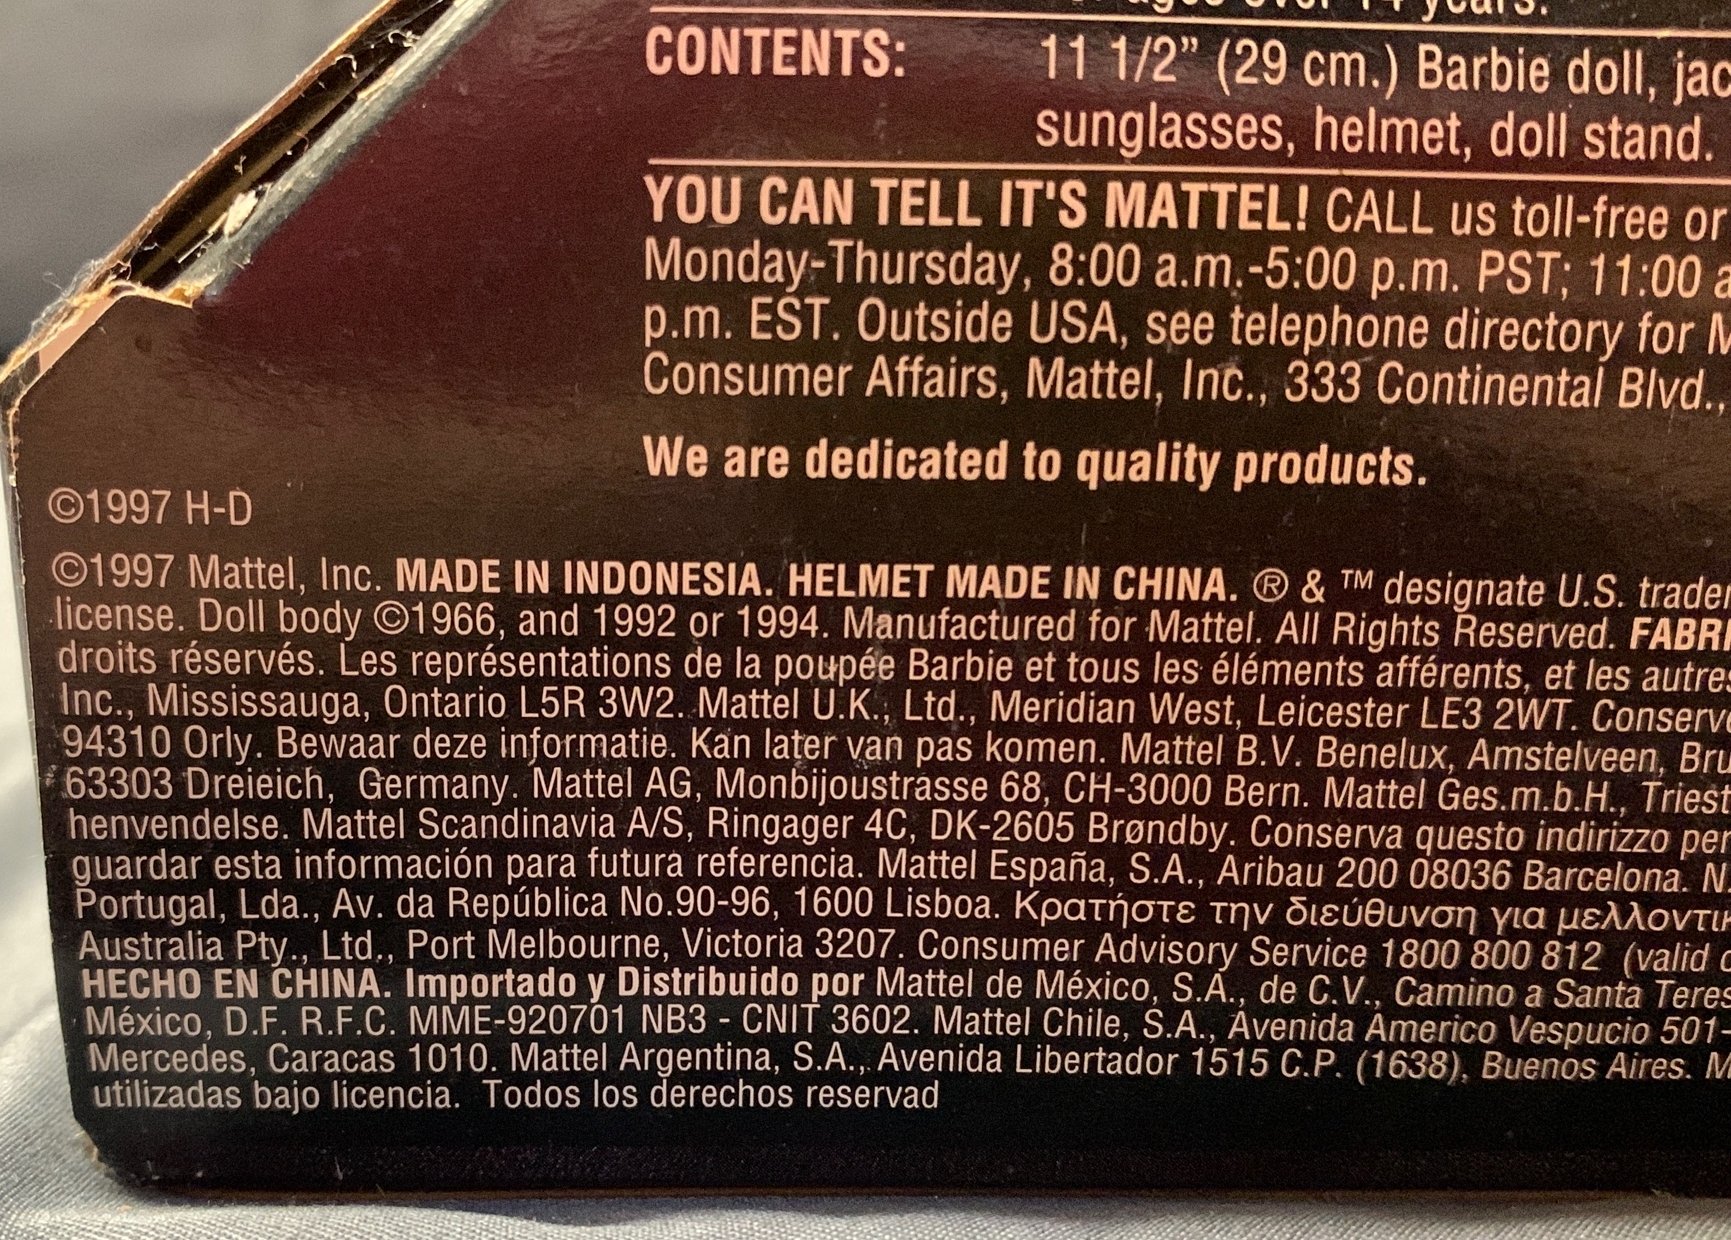 ages over 14 years.
CONTENTS: 11 1/2” (29 cm.) Barbie doll,
sunglasses, helmet, doll stand.
YOU CAN TELL IT'S MATTEL! CALL us toll-free or
Monday-Thursday, 8:00 a.m.-5:00 p.m. PST; 11:00
p.m. EST. Outside USA, see telephone directory for
Consumer Affairs, Mattel, Inc., 333 Continental Blvd.,
We are dedicated to quality products.
©1997 H-D
©1997 Mattel, Inc. MADE IN INDONESIA. HELMET MADE IN CHINA. ® & ™ designate U.S.
license. Doll body ©1966, and 1992 or 1994. Manufactured for Mattel. All Rights Reserved.
droits réservés. Les représentations de la poupée Barbie et tous les éléments afférents, et les autres
Inc., Mississauga, Ontario L5R 3W2. Mattel U.K., Ltd., Meridian West, Leicester LE3 2WT.
94310 Orly. Bewaar deze informatie. Kan later van pas komen. Mattel B.V. Benelux, Amstelveen,
63303 Dreieich, Germany. Mattel AG, Monbijoustrasse 68, CH-3000 Bern. Mattel Ges.m.b.H.,
henvendelse. Mattel Scandinavia A/S, Ringager 4C, DK-2605 Brøndby. Conserva questo indirizzo per
guardar esta información para futura referencia. Mattel España, S.A., Aribau 200 08036 Barcelona. N.
Portugal, Lda., Av. da República No.90-96, 1600 Lisboa. Κρατήστε την διεύθυνση για
Australia Pty., Ltd., Port Melbourne, Victoria 3207. Consumer Advisory Service 1800 800 812 (valid
HECHO EN CHINA. Importado y Distribuido por Mattel de México, S.A., de C.V., Camino a Santa
México, D.F. R.F.C. MME-920701 NB3 - CNIT 3602. Mattel Chile, S.A., Avenida Americo Vespucio 501-
Mercedes, Caracas 1010. Mattel Argentina, S.A., Avenida Libertador 1515 C.P. (1638). Buenos Aires.
utilizadas bajo licencia. Todos los derechos reservad